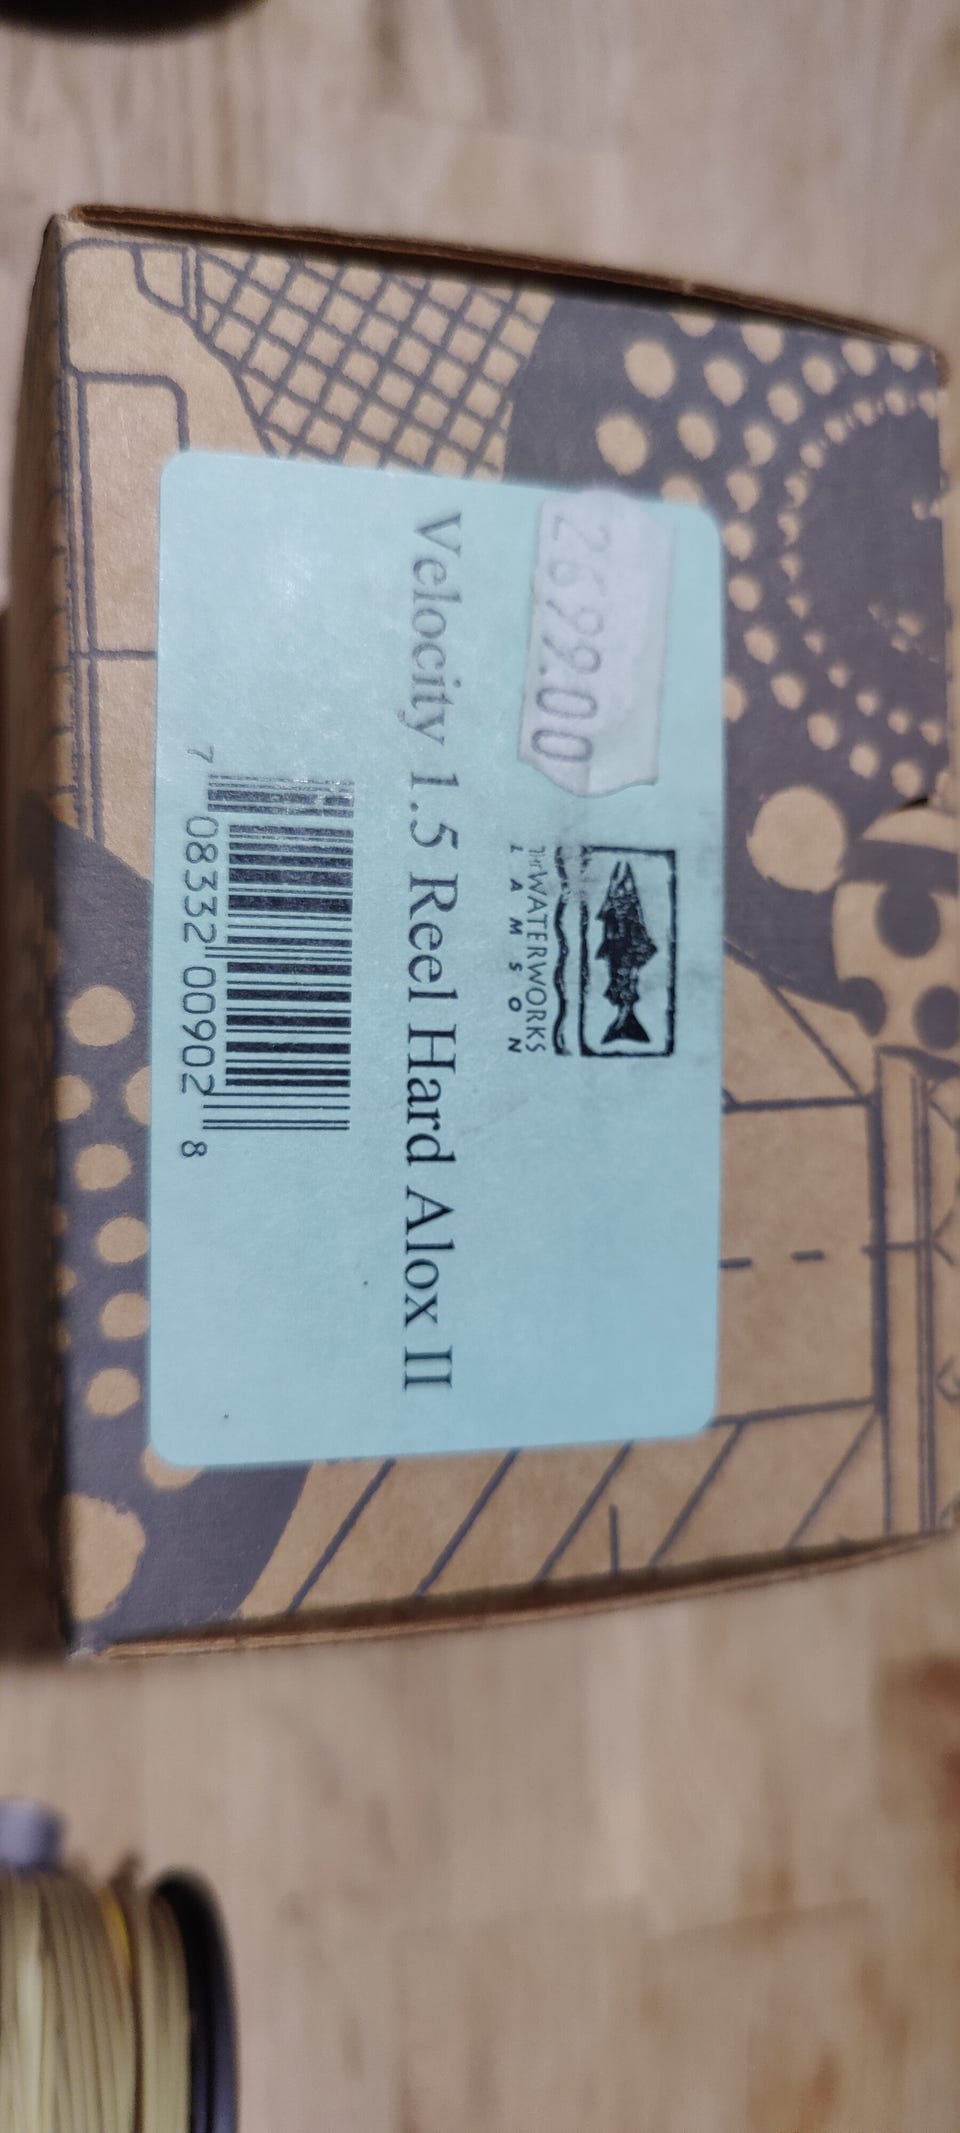 2699.00
THE WATERWORKS
LAMSON
Velocity 1.5 Reel Hard Alox II
7 08332 00902 8